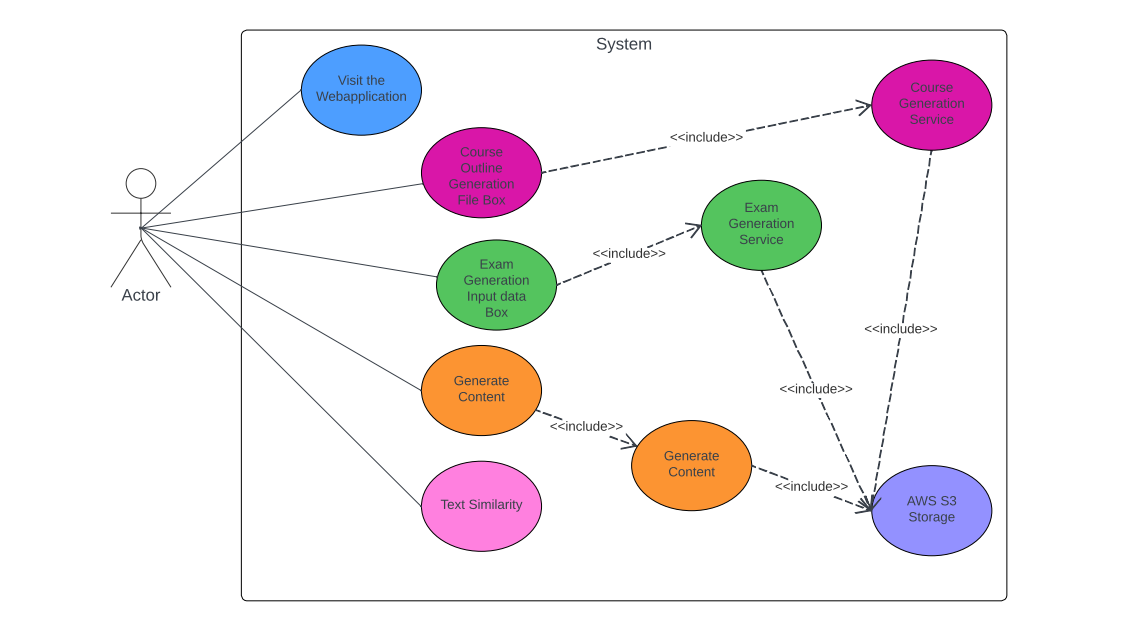 System
Visit the
Webapplication
Course
Generation
Service
<<include>>
Course
Outline
Generation
File Box
Exam
Generation
Service
<<include>>
Exam
Generation
Input data
Box
Actor
<<include>>
<<include>>
Generate
Content
<<include>>
Generate
Content
<<include>>
Text Similarity
AWS S3
Storage